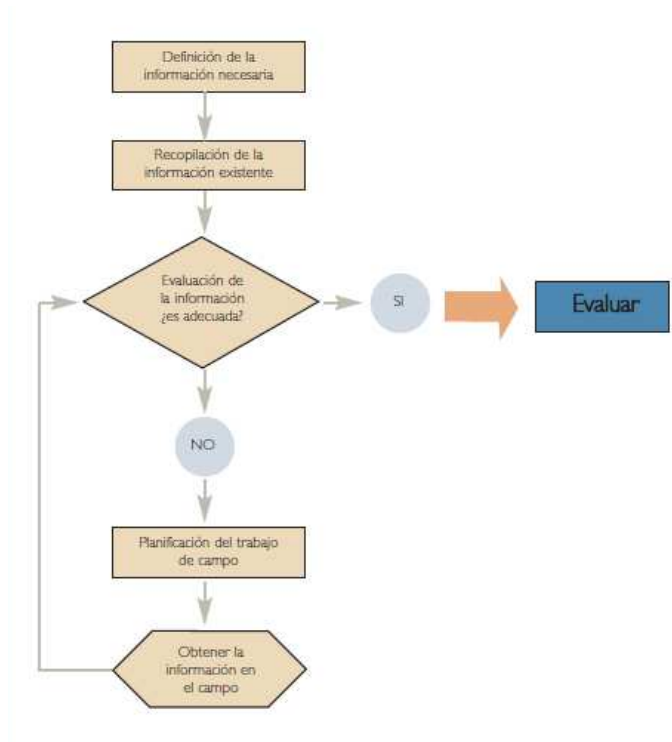 Definición de la
información necesaria
Recopilación de la
información existente
Evaluación de
la información
¿es adecuada?
SI
Evaluar
NO
Planificación del trabajo
de campo
Obtener la
información en
el campo